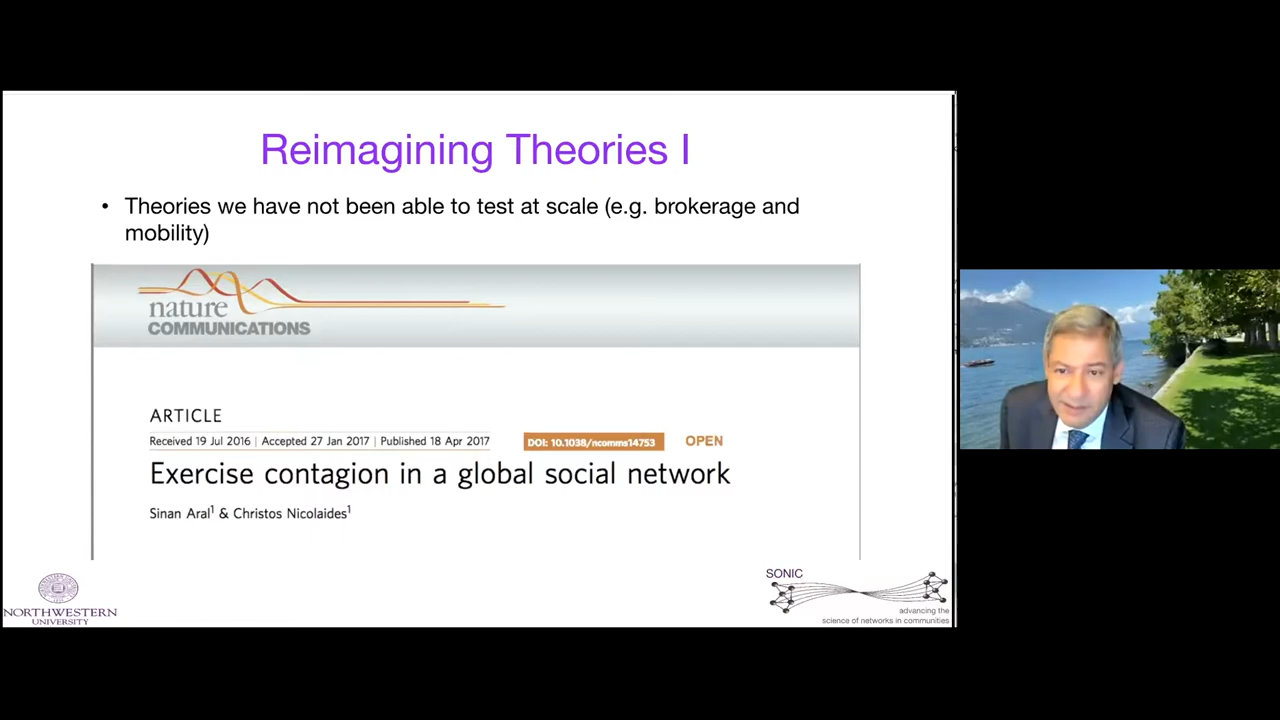 Reimagining Theories I
• Theories we have not been able to test at scale (e.g. brokerage and
mobility)
nature
COMMUNICATIONS
ARTICLE
Received 19 Jul 2016 | Accepted 27 Jan 2017 | Published 18 Apr 2017
DOI: 10.1038/ncomms14753
OPEN
Exercise contagion in a global social network
Sinan Aral¹ & Christos Nicolaides¹
NORTHWESTERN
UNIVERSITY
SONIC
advancing the
science of networks in communities